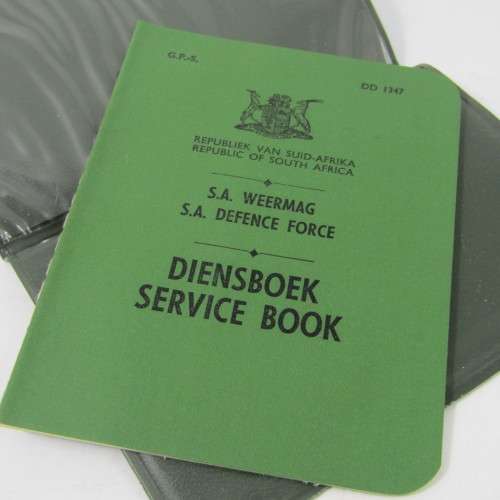 G.P.-S.
DD 1347
REPUBLIEK VAN SUID-AFRIKA
REPUBLIC OF SOUTH AFRICA
S.A. WEERMAG
S.A. DEFENCE FORCE
DIENSBOEK
SERVICE BOOK